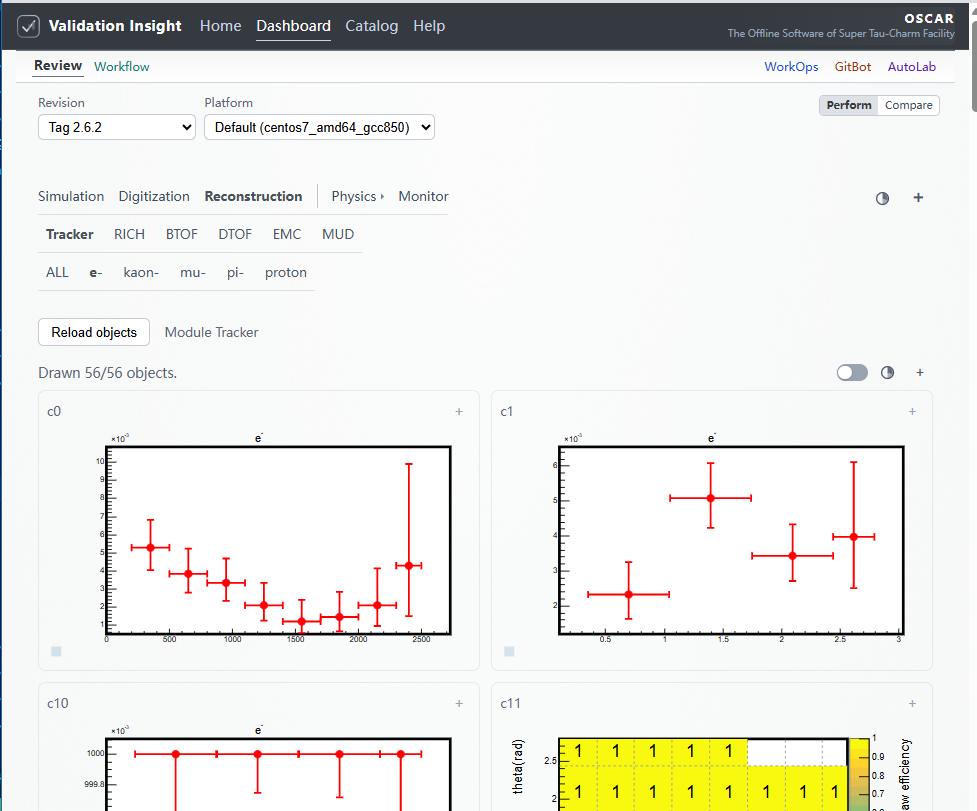 Validation Insight Home Dashboard Catalog Help
OSCAR
The Offline Software of Super Tau-Charm Facility
Review Workflow WorkOps GitBot AutoLab
Revision Platform
Tag 2.6.2 Default (centos7_amd64_gcc850)
Perform Compare
Simulation Digitization Reconstruction Physics Monitor
+
Tracker RICH BTOF DTOF EMC MUD
ALL e- kaon- mu- pi- proton
Reload objects Module Tracker
Drawn 56/56 objects.
+
c0 +
×10⁻³ e⁻
10
9
8
7
6
5
4
3
2
1
0 500 1000 1500 2000 2500
c1 +
×10⁻³ e⁻
6
5
4
3
2
0.5 1 1.5 2 2.5 3
c10 +
×10⁻³ e⁻
1000
999.8
c11 +
theta(rad)
2.5
2
1 1 1 1 1
1 1 1 1 1 1 1 1
1
0.9
0.8
0.7
efficiency